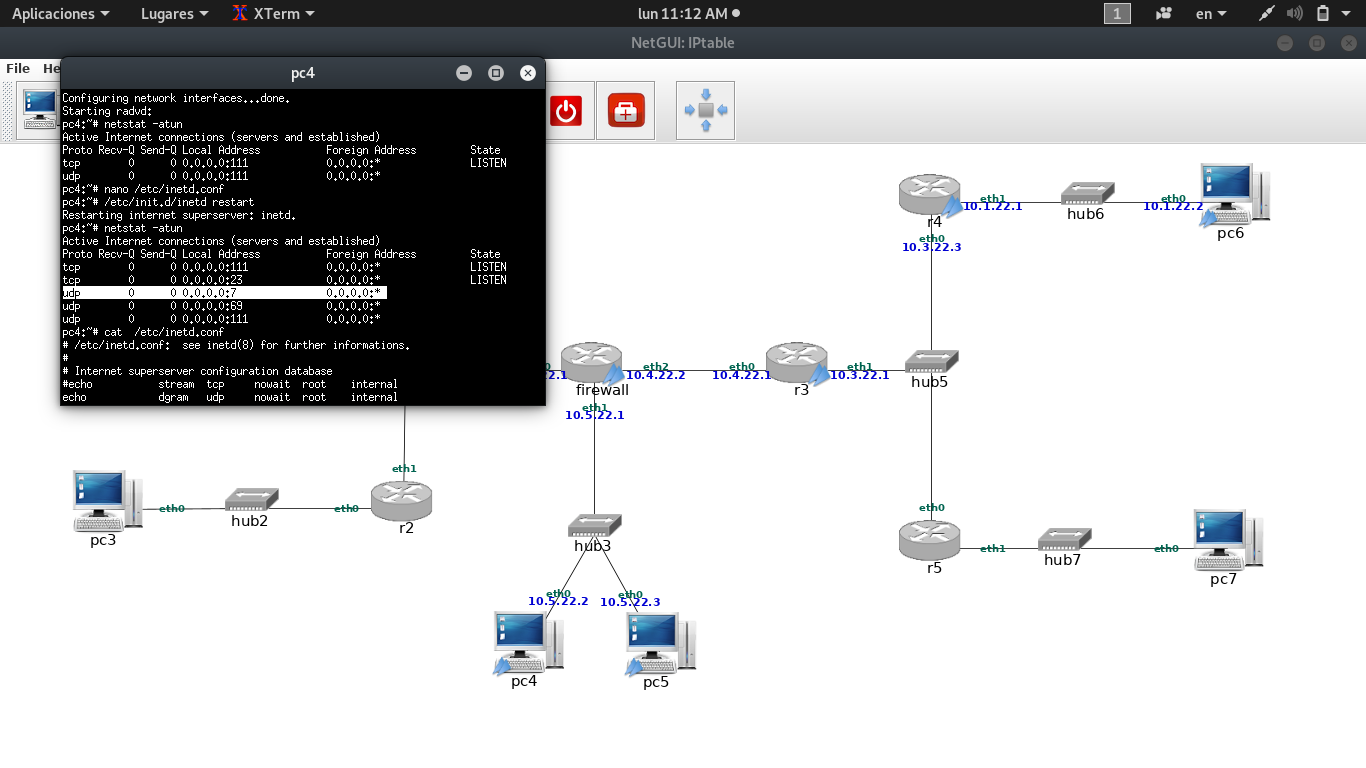 Aplicaciones Lugares XTerm lun 11:12 AM 1 en
NetGUI: IPtable
File He
pc4
Configuring network interfaces...done.
Starting radvd:
pc4:~# netstat -atun
Active Internet connections (servers and established)
Proto Recv-Q Send-Q Local Address Foreign Address State
tcp 0 0 0.0.0.0:111 0.0.0.0:* LISTEN
udp 0 0 0.0.0.0:111 0.0.0.0:*
pc4:~# nano /etc/inetd.conf
pc4:~# /etc/init.d/inetd restart
Restarting internet superserver: inetd.
pc4:~# netstat -atun
Active Internet connections (servers and established)
Proto Recv-Q Send-Q Local Address Foreign Address State
tcp 0 0 0.0.0.0:111 0.0.0.0:* LISTEN
tcp 0 0 0.0.0.0:23 0.0.0.0:* LISTEN
udp 0 0 0.0.0.0:7 0.0.0.0:*
udp 0 0 0.0.0.0:69 0.0.0.0:*
udp 0 0 0.0.0.0:111 0.0.0.0:*
pc4:~# cat  /etc/inetd.conf
# /etc/inetd.conf:  see inetd(8) for further informations.
#
# Internet superserver configuration database
#echo stream tcp nowait root internal
echo dgram udp nowait root internal
eth1 eth0
10.1.22.1 10.1.22.2
hub6
r4
pc6
eth0
10.3.22.3
0 eth2 eth0 eth1
22.1 10.4.22.2 10.4.22.1 10.3.22.1
firewall r3 hub5
eth1
10.5.22.1
eth1
eth0 eth0
pc3 hub2 r2
hub3
eth0
eth1 eth0
r5 hub7 pc7
eth0 eth0
10.5.22.2 10.5.22.3
pc4 pc5